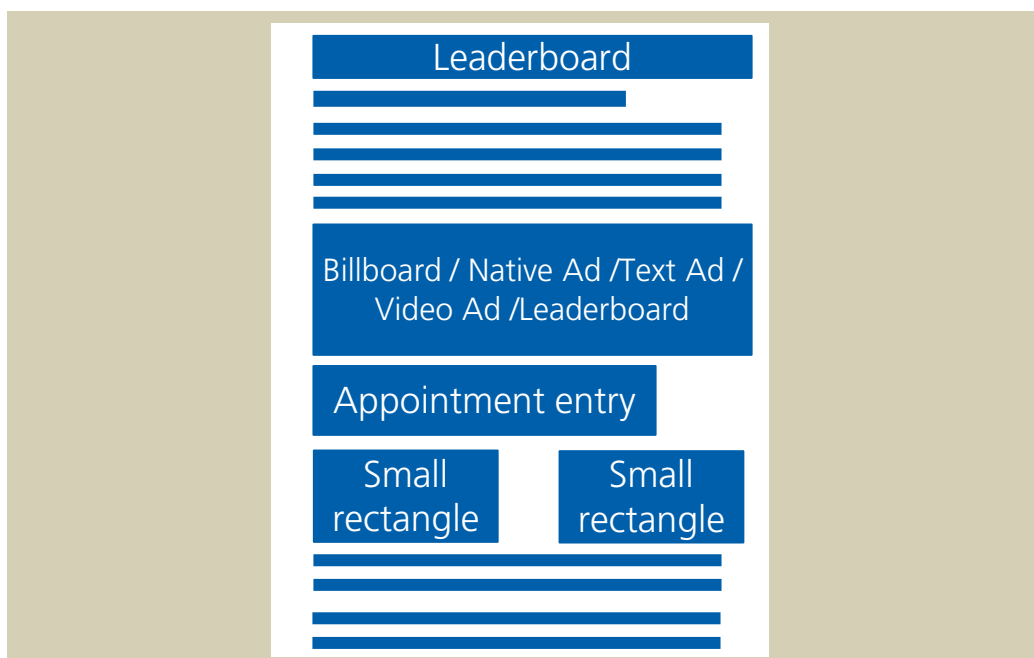 Leaderboard
Billboard / Native Ad /Text Ad /
Video Ad /Leaderboard
Appointment entry
Small
rectangle
Small
rectangle